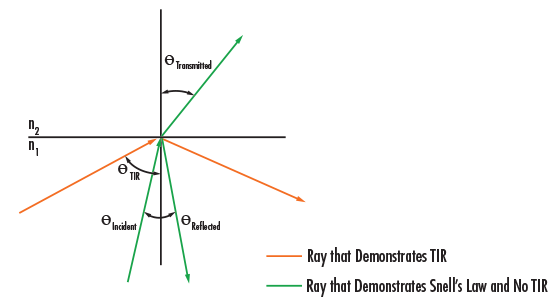 ΘTransmitted
n2
n1
ΘTIR
ΘIncident
ΘReflected
Ray that Demonstrates TIR
Ray that Demonstrates Snell's Law and No TIR